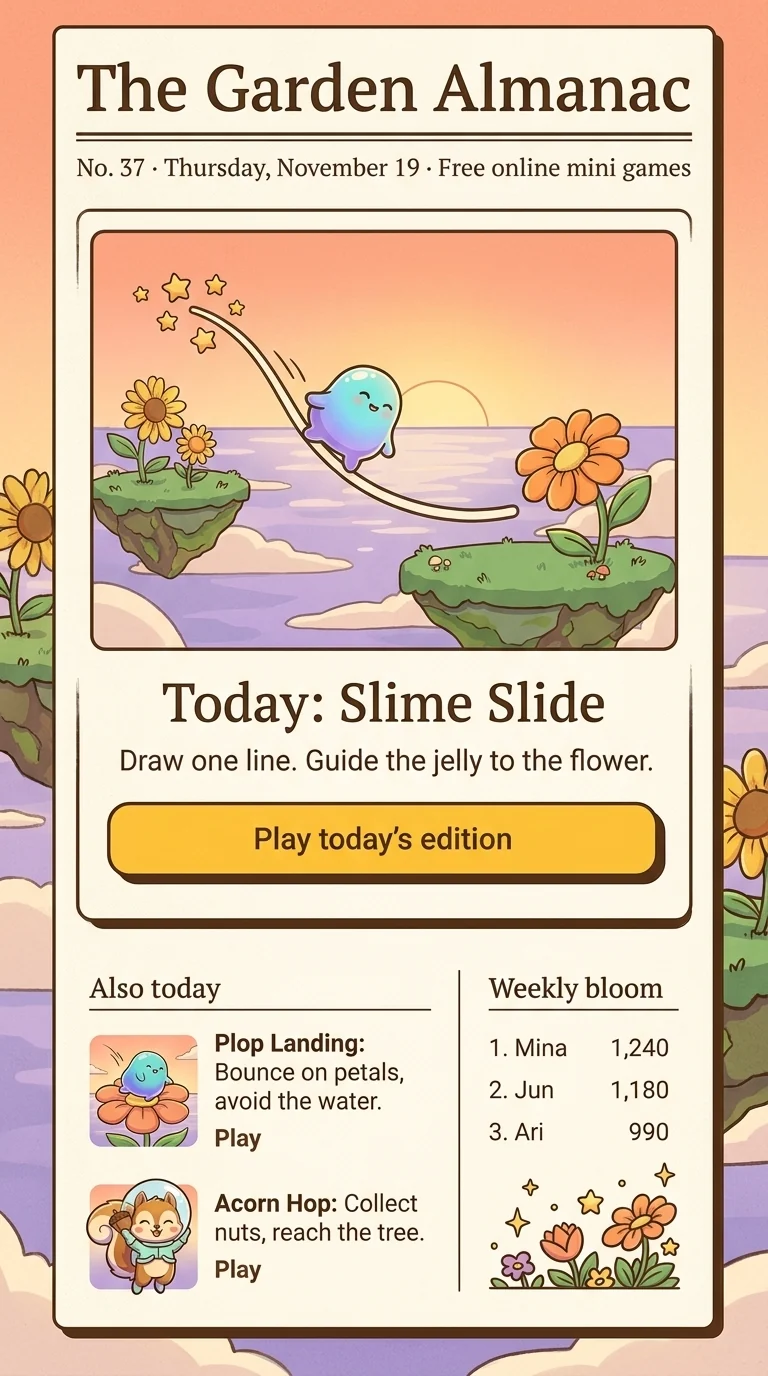 The Garden Almanac
No. 37 · Thursday, November 19 · Free online mini games
Today: Slime Slide
Draw one line. Guide the jelly to the flower.
Play today’s edition
Also today
Plop Landing:
Bounce on petals,
avoid the water.
Play
Acorn Hop: Collect
nuts, reach the tree.
Play
Weekly bloom
1. Mina 1,240
2. Jun 1,180
3. Ari 990